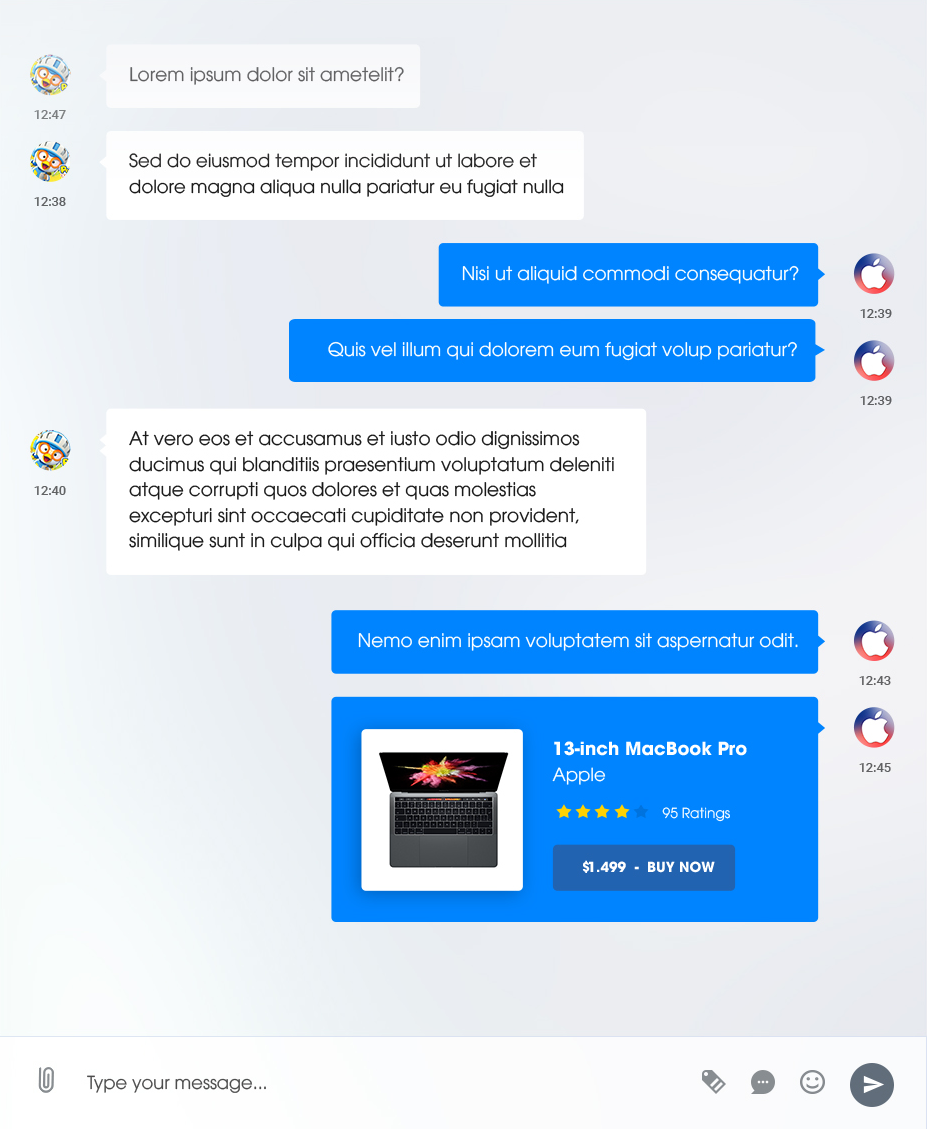 Lorem ipsum dolor sit ametelit?
12:47
Sed do eiusmod tempor incididunt ut labore et
dolore magna aliqua nulla pariatur eu fugiat nulla
12:38
Nisi ut aliquid commodi consequatur?
12:39
Quis vel illum qui dolorem eum fugiat volup pariatur?
12:39
At vero eos et accusamus et iusto odio dignissimos
ducimus qui blanditiis praesentium voluptatum deleniti
atque corrupti quos dolores et quas molestias
excepturi sint occaecati cupiditate non provident,
similique sunt in culpa qui officia deserunt mollitia
12:40
Nemo enim ipsam voluptatem sit aspernatur odit.
12:43
13-inch MacBook Pro
Apple
95 Ratings
$1.499 - BUY NOW
12:45
Type your message...